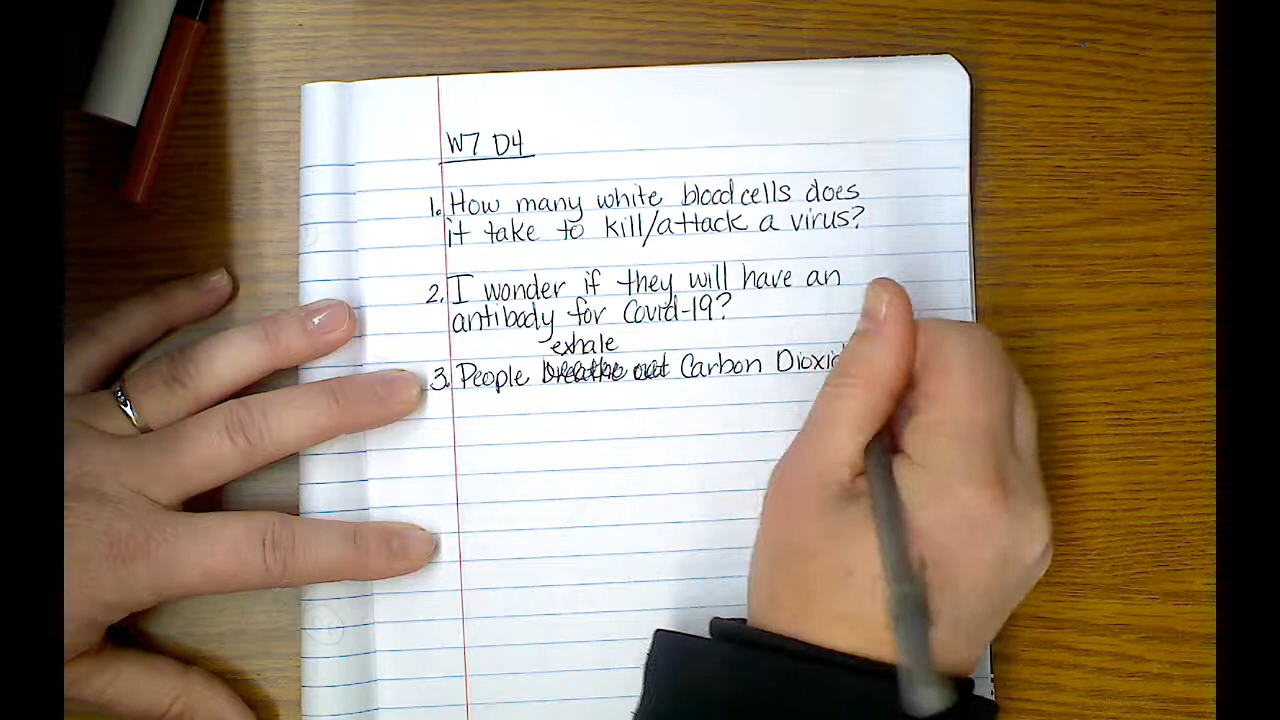 W7 D4
1. How many white blood cells does
it take to kill/attack a virus?
2. I wonder if they will have an
antibody for Covid-19?
exhale
3. People breathe out Carbon Dioxid